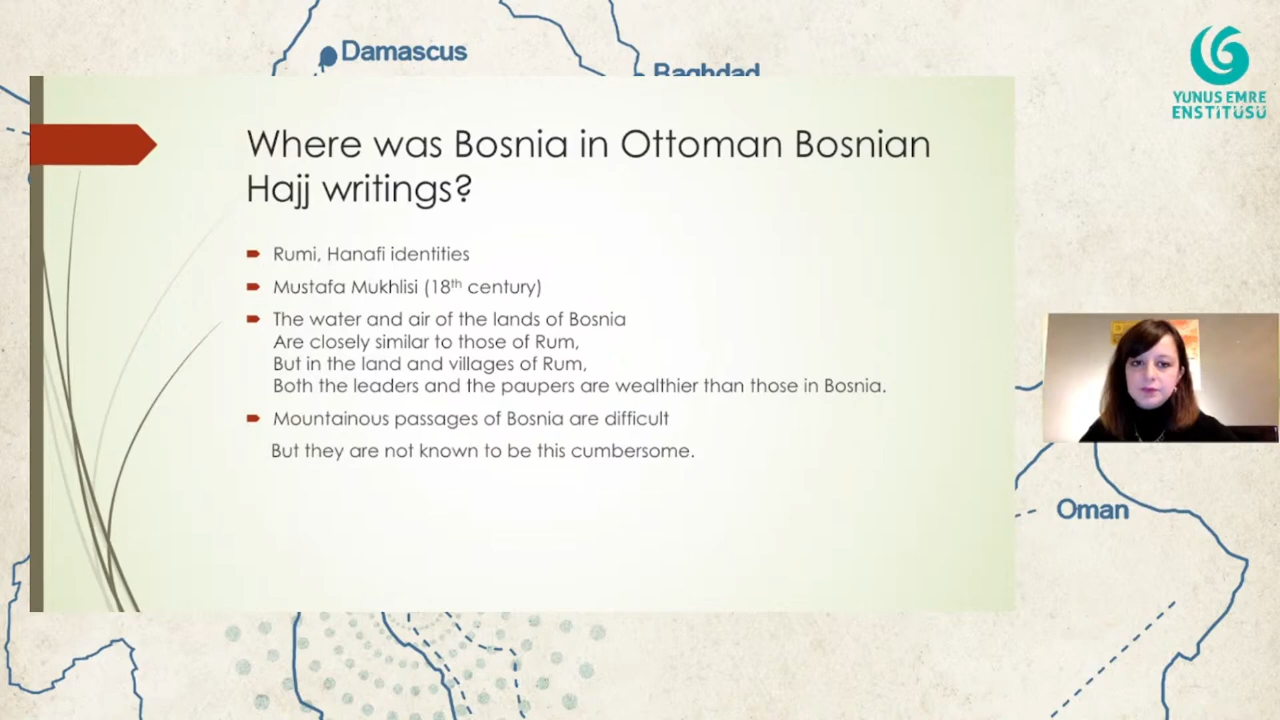 Damascus
Baghdad
YUNUS EMRE
ENSTİTÜSÜ
Where was Bosnia in Ottoman Bosnian
Hajj writings?
Rumi, Hanafi identities
Mustafa Mukhlisi (18th century)
The water and air of the lands of Bosnia
Are closely similar to those of Rum,
But in the land and villages of Rum,
Both the leaders and the paupers are wealthier than those in Bosnia.
Mountainous passages of Bosnia are difficult
But they are not known to be this cumbersome.
Oman